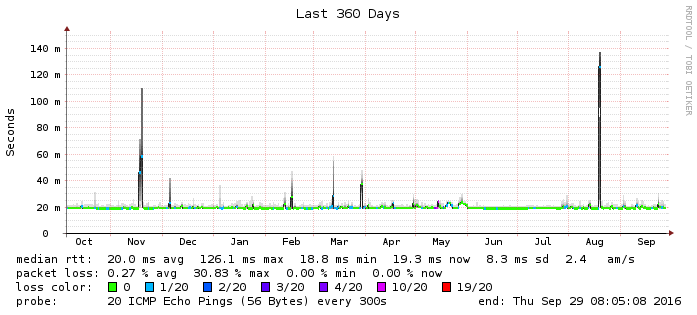 Last 360 Days
RRDTOOL / TOBI OETIKER
Seconds
140 m
120 m
100 m
80 m
60 m
40 m
20 m
0
Oct Nov Dec Jan Feb Mar Apr May Jun Jul Aug Sep
median rtt: 20.0 ms avg 126.1 ms max 18.8 ms min 19.3 ms now 8.3 ms sd 2.4 am/s
packet loss: 0.27 % avg 30.83 % max 0.00 % min 0.00 % now
loss color: 0 1/20 2/20 3/20 4/20 10/20 19/20
probe: 20 ICMP Echo Pings (56 Bytes) every 300s end: Thu Sep 29 08:05:08 2016